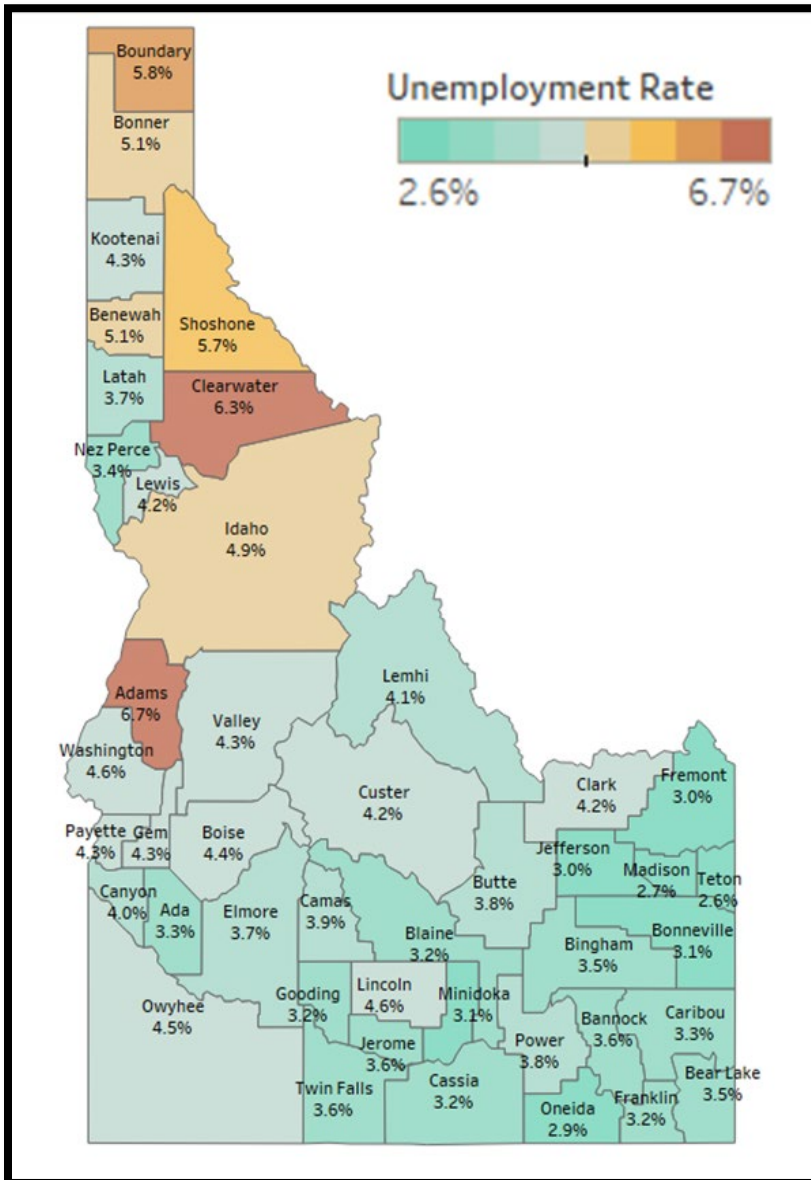 Unemployment Rate
2.6% 6.7%
Boundary
5.8%
Bonner
5.1%
Kootenai
4.3%
Benewah
5.1%
Shoshone
5.7%
Latah
3.7%
Clearwater
6.3%
Nez Perce
3.4%
Lewis
4.2%
Idaho
4.9%
Adams
6.7%
Lemhi
4.1%
Valley
4.3%
Washington
4.6%
Custer
4.2%
Clark
4.2%
Fremont
3.0%
Payette
4.3%
Gem
4.3%
Boise
4.4%
Butte
3.8%
Jefferson
3.0%
Madison
2.7%
Teton
2.6%
Canyon
4.0%
Ada
3.3%
Elmore
3.7%
Camas
3.9%
Blaine
3.2%
Bingham
3.5%
Bonneville
3.1%
Owyhee
4.5%
Gooding
3.2%
Lincoln
4.6%
Minidoka
3.1%
Jerome
3.6%
Power
3.8%
Bannock
3.6%
Caribou
3.3%
Twin Falls
3.6%
Cassia
3.2%
Oneida
2.9%
Franklin
3.2%
Bear Lake
3.5%